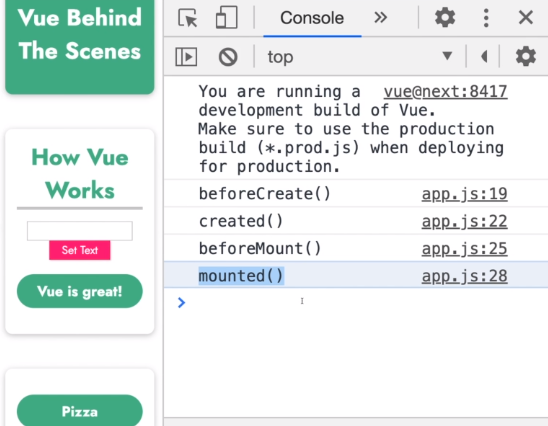 Vue Behind
The Scenes
How Vue
Works
Set Text
Vue is great!
Pizza
Console
top
You are running a vue@next:8417
development build of Vue.
Make sure to use the production
build (*.prod.js) when deploying
for production.
beforeCreate() app.js:19
created() app.js:22
beforeMount() app.js:25
mounted() app.js:28